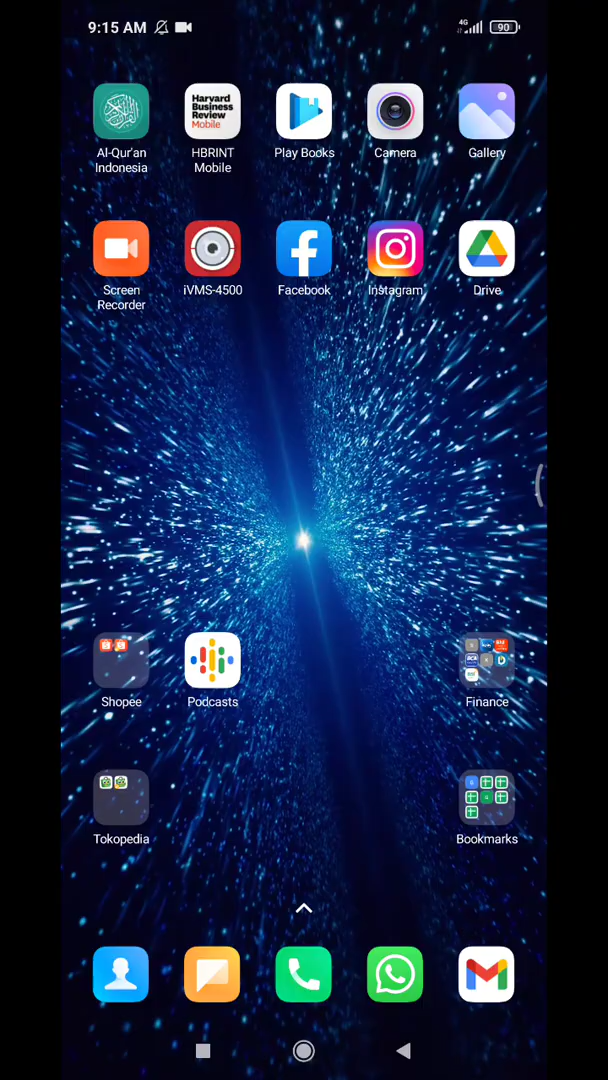 9:15 AM
4G
90
Al-Qur'an
Indonesia
Harvard
Business
Review
Mobile
HBRINT
Mobile
Play Books
Camera
Gallery
Screen
Recorder
iVMS-4500
Facebook
Instagram
Drive
Shopee
Podcasts
Finance
Tokopedia
Bookmarks